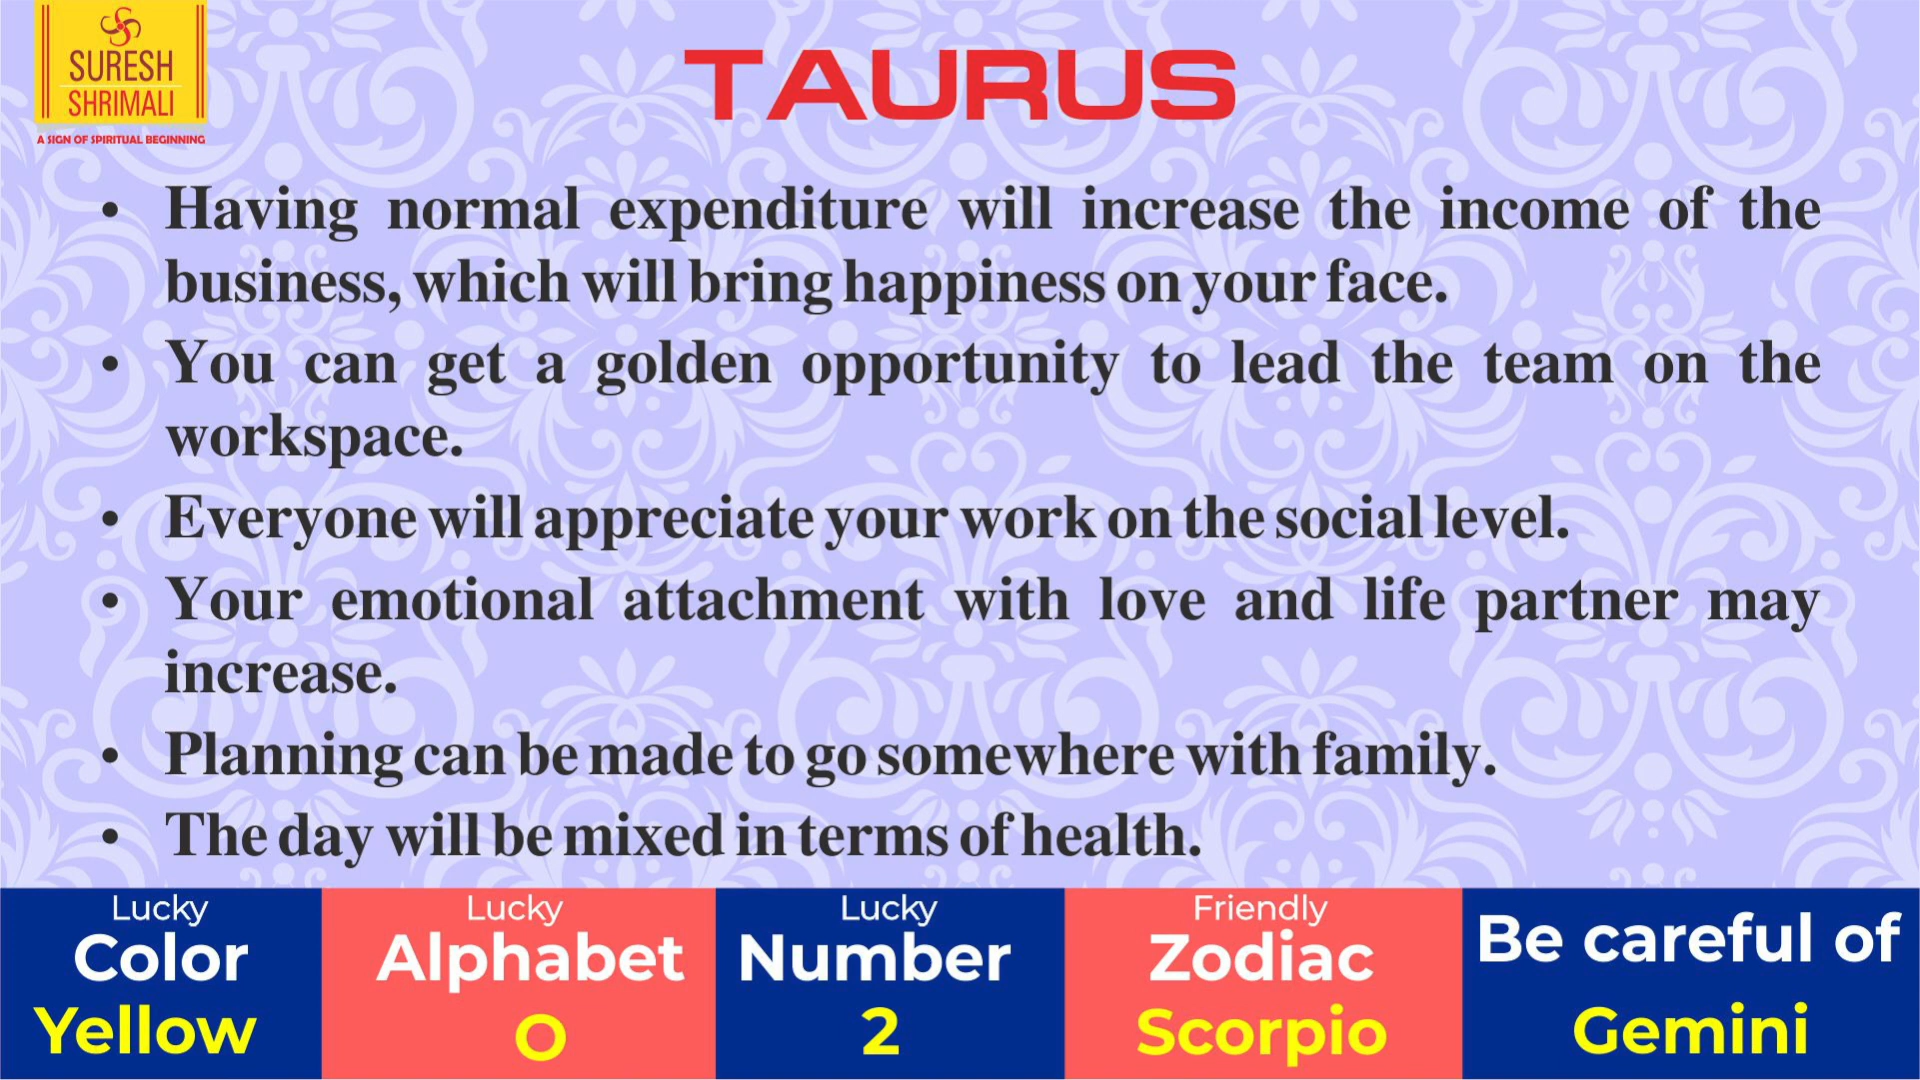 SURESH
SHRIMALI
A SIGN OF SPIRITUAL BEGINNING
TAURUS
• Having normal expenditure will increase the income of the
business, which will bring happiness on your face.
• You can get a golden opportunity to lead the team on the
workspace.
• Everyone will appreciate your work on the social level.
• Your emotional attachment with love and life partner may
increase.
• Planning can be made to go somewhere with family.
• The day will be mixed in terms of health.
Lucky
Color
Yellow
Lucky
Alphabet
O
Lucky
Number
2
Friendly
Zodiac
Scorpio
Be careful of
Gemini